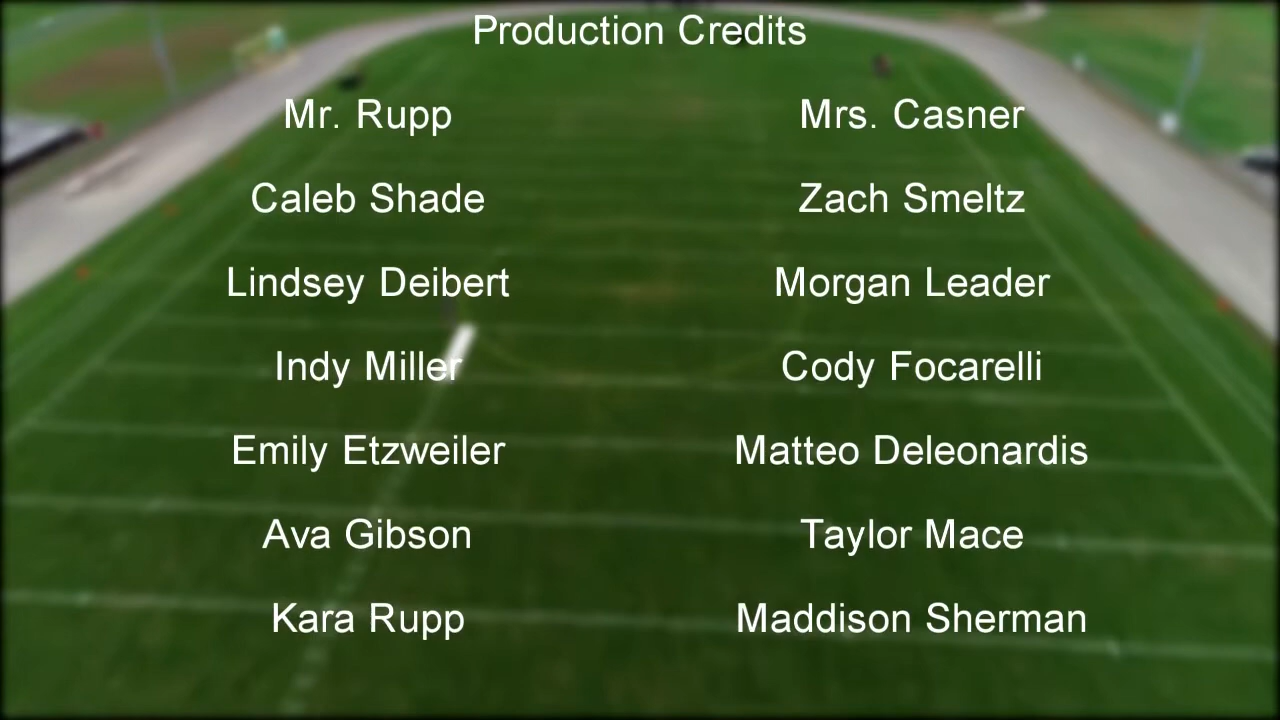 Production Credits
Mr. Rupp
Mrs. Casner
Caleb Shade
Zach Smeltz
Lindsey Deibert
Morgan Leader
Indy Miller
Cody Focarelli
Emily Etzweiler
Matteo Deleonardis
Ava Gibson
Taylor Mace
Kara Rupp
Maddison Sherman